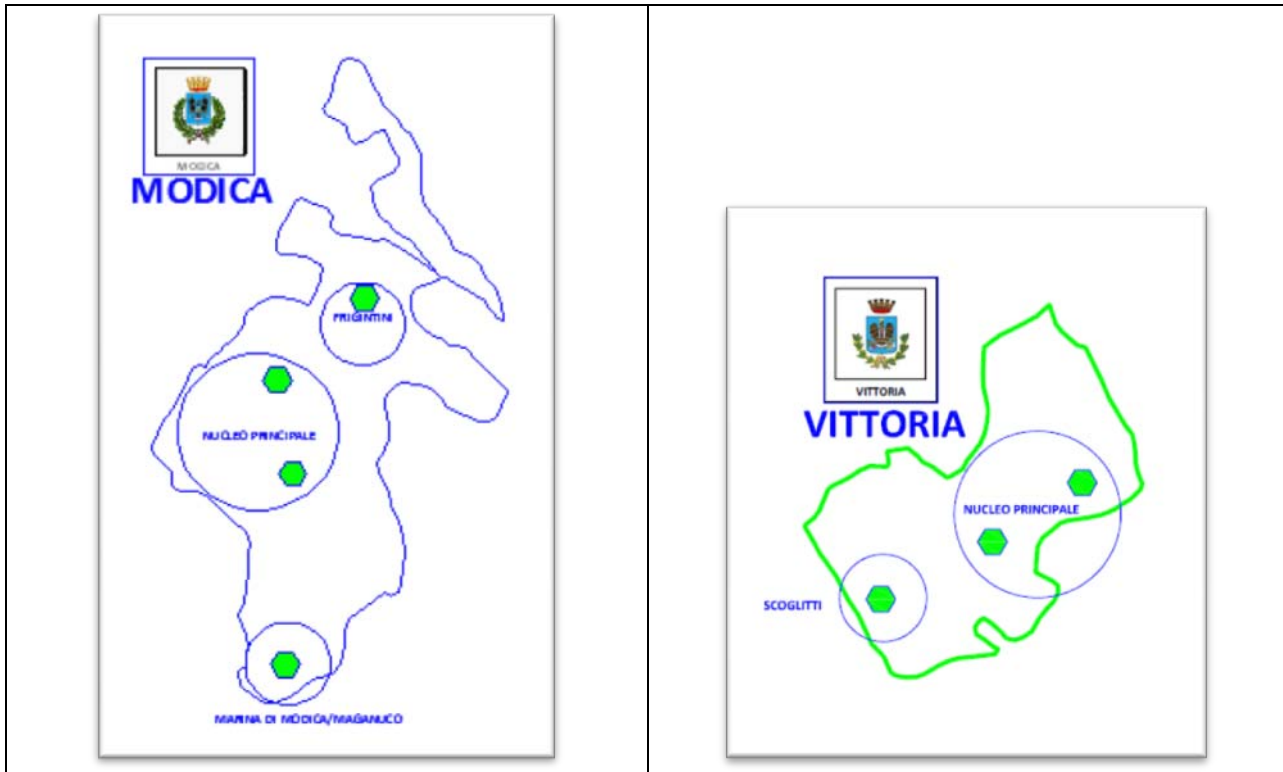 MODICA
MODICA
FRIGINTINI
NUCLEO PRINCIPALE
MARINA DI MODICA/MAGANUCO
VITTORIA
VITTORIA
NUCLEO PRINCIPALE
SCOGLITTI